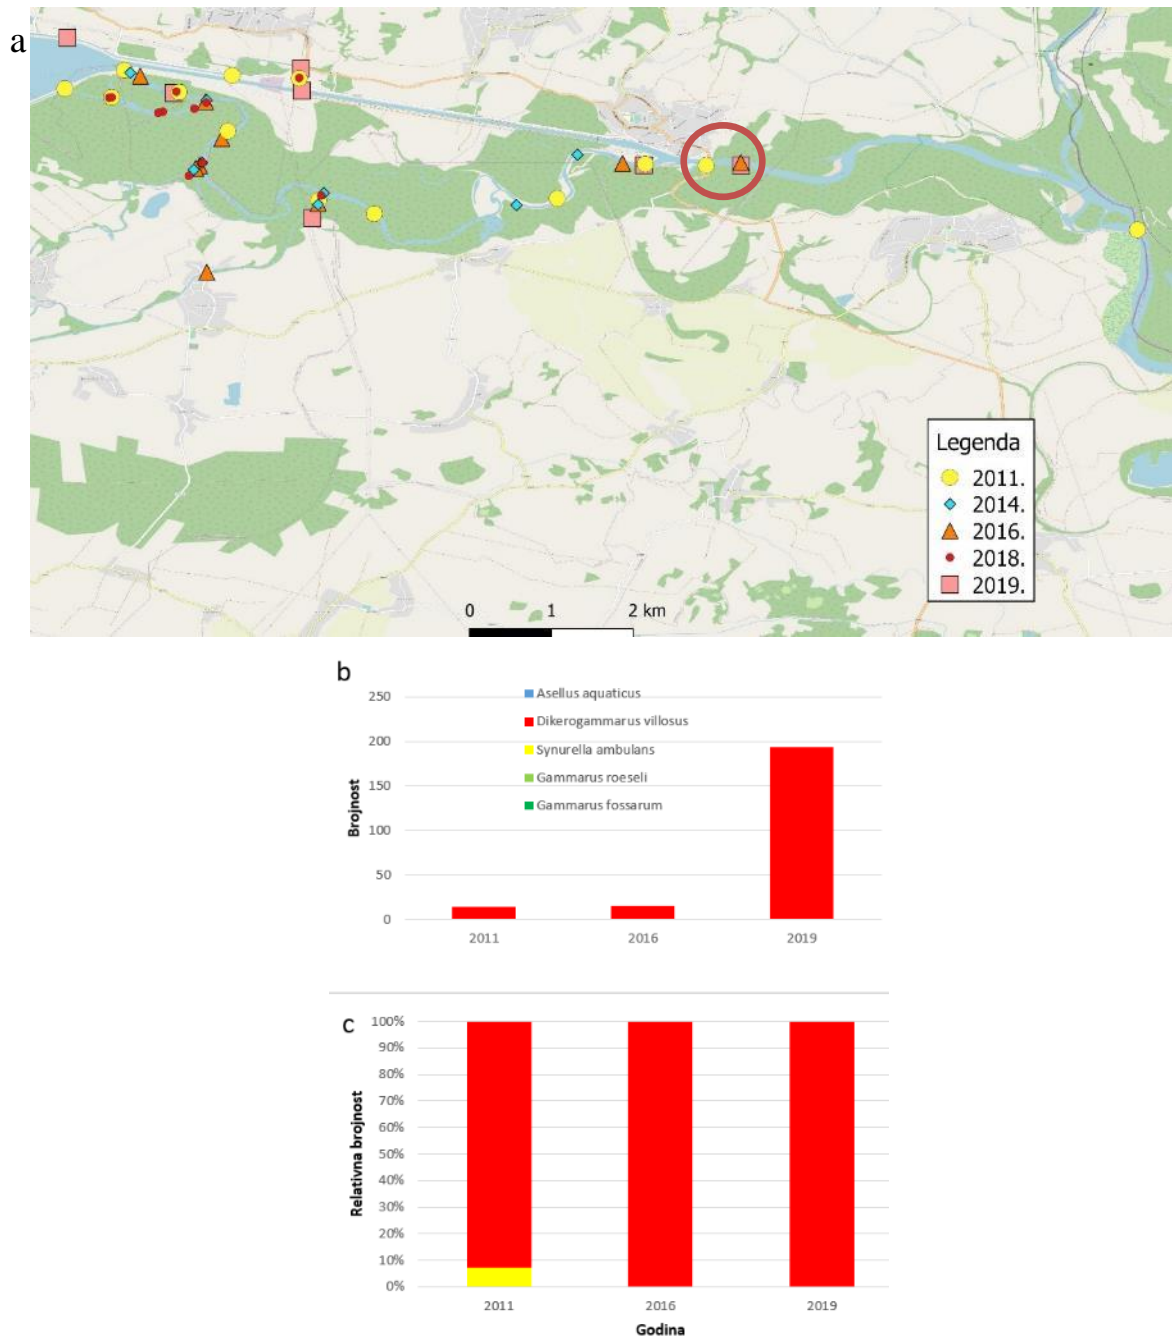 a
Legenda
2011.
2014.
2016.
2018.
2019.
0 1 2 km
b
250
200
150
100
50
0
Brojnost
Asellus aquaticus
Dikerogammarus villosus
Synurella ambulans
Gammarus roeseli
Gammarus fossarum
2011 2016 2019
c
100%
90%
80%
70%
60%
50%
40%
30%
20%
10%
0%
Relativna brojnost
2011 2016 2019
Godina